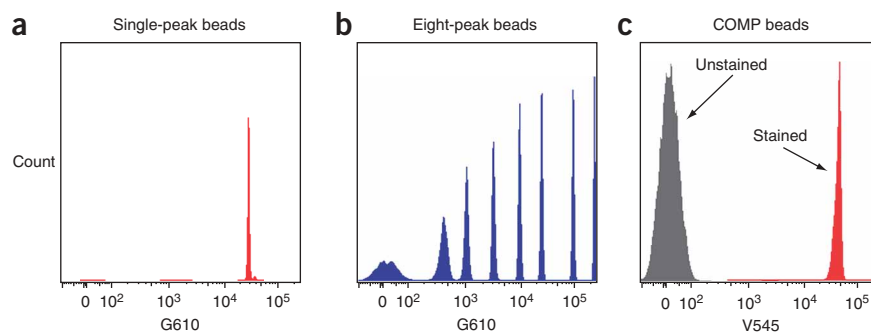 a Single-peak beads
Count
0 10² 10³ 10⁴ 10⁵
G610
b Eight-peak beads
0 10² 10³ 10⁴ 10⁵
G610
c COMP beads
Unstained
Stained
0 10² 10³ 10⁴ 10⁵
V545